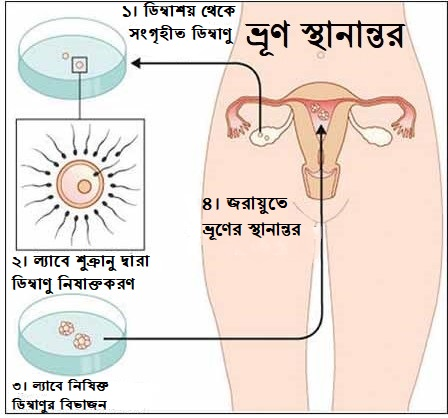 ভ্রূণ স্থানান্তর
১। ডিম্বাশয় থেকে
সংগৃহীত ডিম্বাণু
২। ল্যাবে শুক্রানু দ্বারা
ডিম্বাণু নিষাক্তকরণ
৩। ল্যাবে নিষিক্ত
ডিম্বাণুর বিভাজন
৪। জরায়ুতে
ভ্রূণের স্থানান্তর